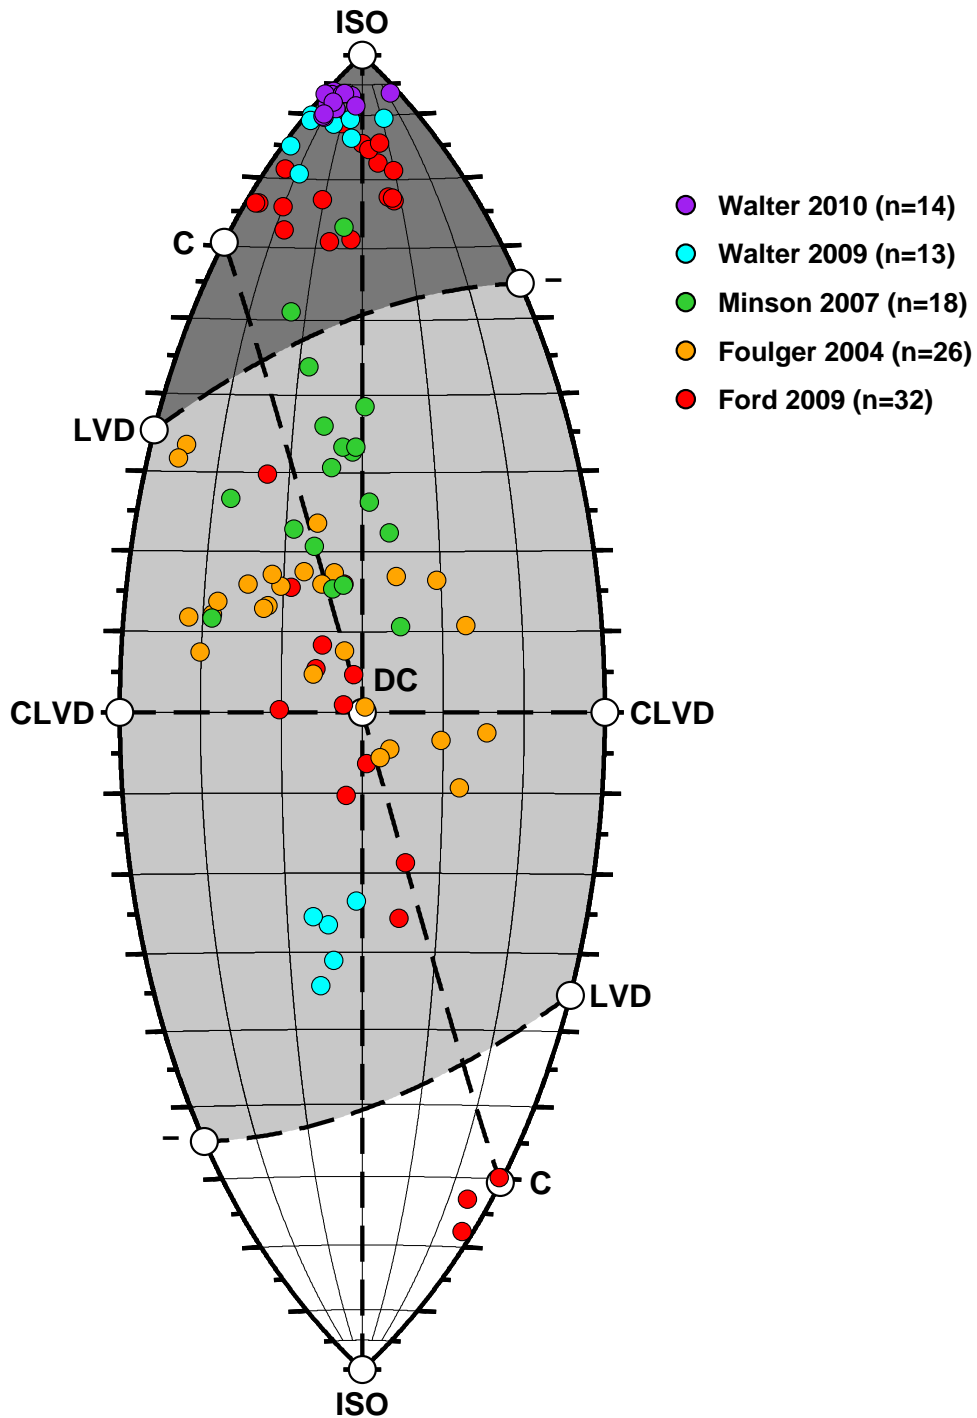 ISO
Walter 2010 (n=14)
Walter 2009 (n=13)
Minson 2007 (n=18)
Foulger 2004 (n=26)
Ford 2009 (n=32)
C
–
LVD
DC
CLVD
CLVD
LVD
–
C
ISO